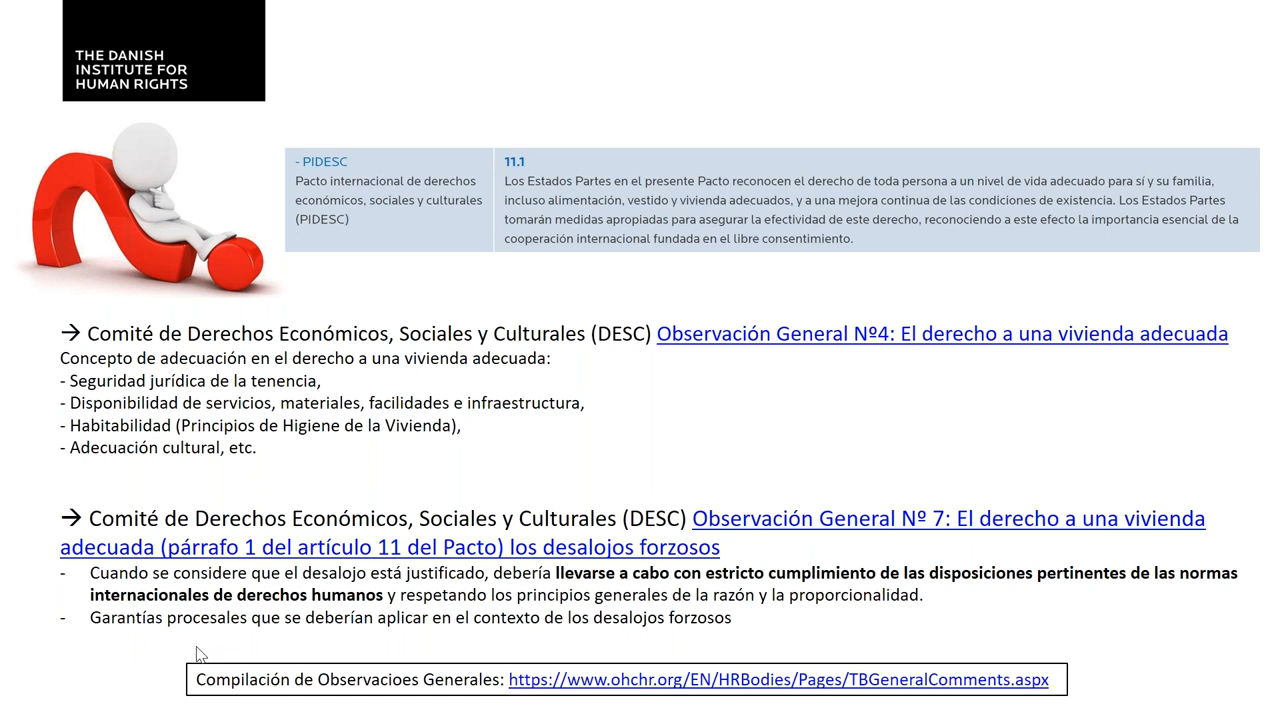 THE DANISH
INSTITUTE FOR
HUMAN RIGHTS
- PIDESC
Pacto internacional de derechos
económicos, sociales y culturales
(PIDESC)
11.1
Los Estados Partes en el presente Pacto reconocen el derecho de toda persona a un nivel de vida adecuado para sí y su familia,
incluso alimentación, vestido y vivienda adecuados, y a una mejora continua de las condiciones de existencia. Los Estados Partes
tomarán medidas apropiadas para asegurar la efectividad de este derecho, reconociendo a este efecto la importancia esencial de la
cooperación internacional fundada en el libre consentimiento.
→ Comité de Derechos Económicos, Sociales y Culturales (DESC) Observación General Nº4: El derecho a una vivienda adecuada
Concepto de adecuación en el derecho a una vivienda adecuada:
- Seguridad jurídica de la tenencia,
- Disponibilidad de servicios, materiales, facilidades e infraestructura,
- Habitabilidad (Principios de Higiene de la Vivienda),
- Adecuación cultural, etc.
→ Comité de Derechos Económicos, Sociales y Culturales (DESC) Observación General Nº 7: El derecho a una vivienda
adecuada (párrafo 1 del artículo 11 del Pacto) los desalojos forzosos
- Cuando se considere que el desalojo está justificado, debería llevarse a cabo con estricto cumplimiento de las disposiciones pertinentes de las normas
internacionales de derechos humanos y respetando los principios generales de la razón y la proporcionalidad.
- Garantías procesales que se deberían aplicar en el contexto de los desalojos forzosos
Compilación de Observacioes Generales: https://www.ohchr.org/EN/HRBodies/Pages/TBGeneralComments.aspx